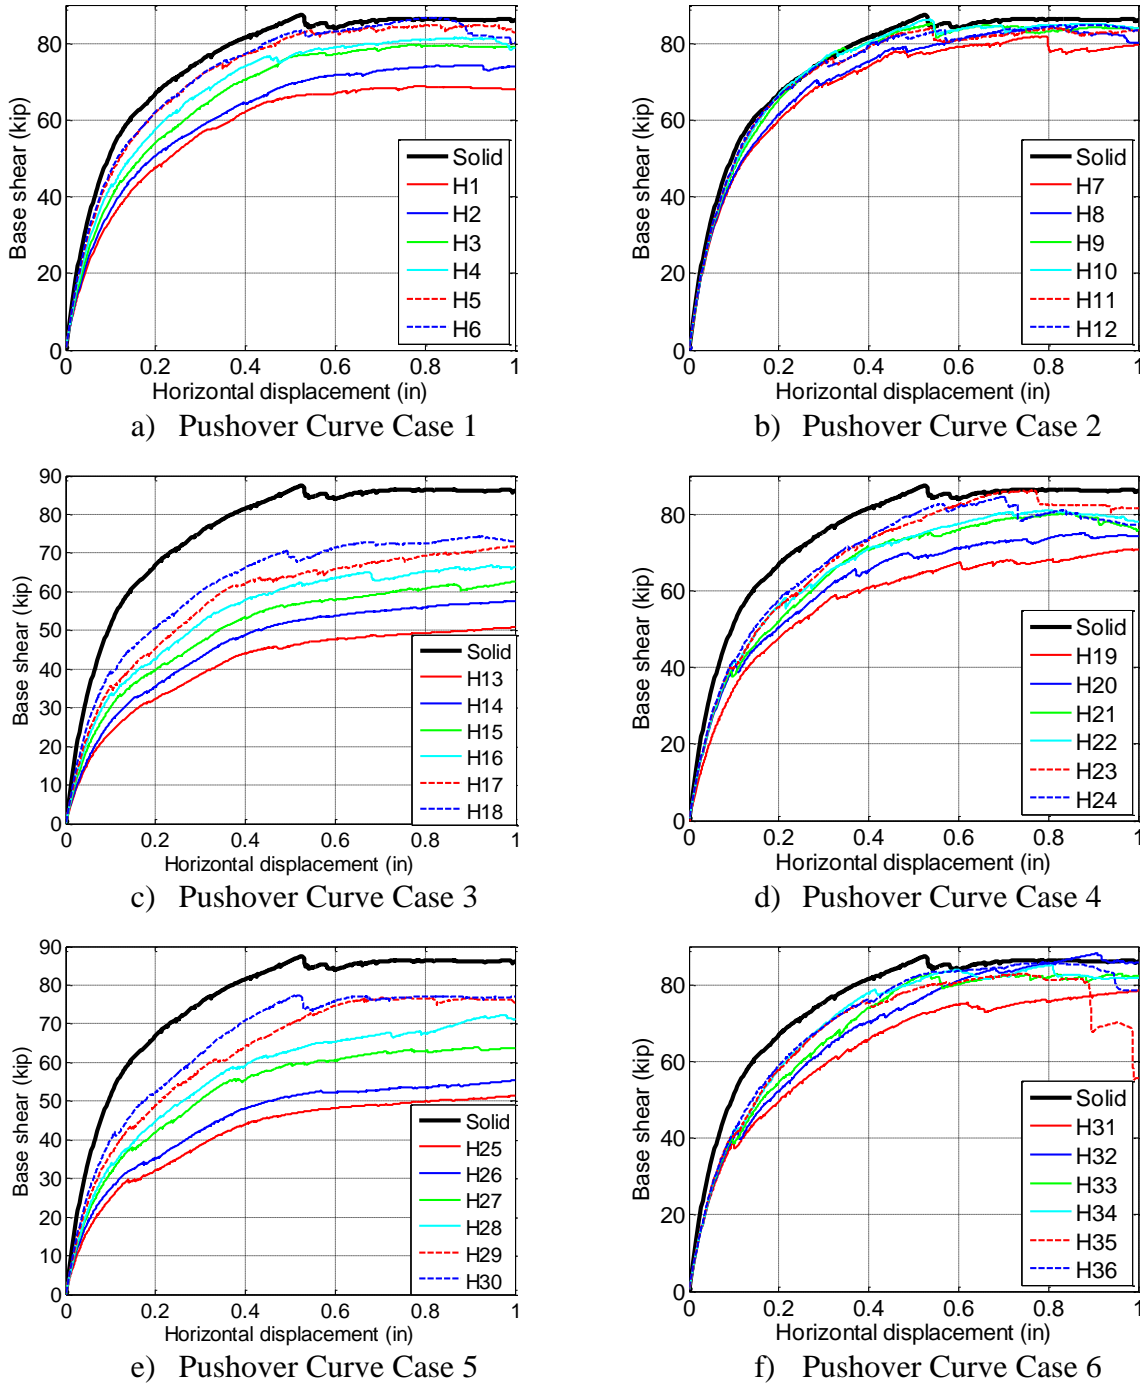 80
60
40
20
0
Base shear (kip)
Solid
H1
H2
H3
H4
H5
H6
0 0.2 0.4 0.6 0.8 1
Horizontal displacement (in)
a) Pushover Curve Case 1
80
60
40
20
0
Base shear (kip)
Solid
H7
H8
H9
H10
H11
H12
0 0.2 0.4 0.6 0.8 1
Horizontal displacement (in)
b) Pushover Curve Case 2
90
80
70
60
50
40
30
20
10
0
Base shear (kip)
Solid
H13
H14
H15
H16
H17
H18
0 0.2 0.4 0.6 0.8 1
Horizontal displacement (in)
c) Pushover Curve Case 3
80
60
40
20
0
Base shear (kip)
Solid
H19
H20
H21
H22
H23
H24
0 0.2 0.4 0.6 0.8 1
Horizontal displacement (in)
d) Pushover Curve Case 4
90
80
70
60
50
40
30
20
10
0
Base shear (kip)
Solid
H25
H26
H27
H28
H29
H30
0 0.2 0.4 0.6 0.8 1
Horizontal displacement (in)
e) Pushover Curve Case 5
80
60
40
20
0
Base shear (kip)
Solid
H31
H32
H33
H34
H35
H36
0 0.2 0.4 0.6 0.8 1
Horizontal displacement (in)
f) Pushover Curve Case 6